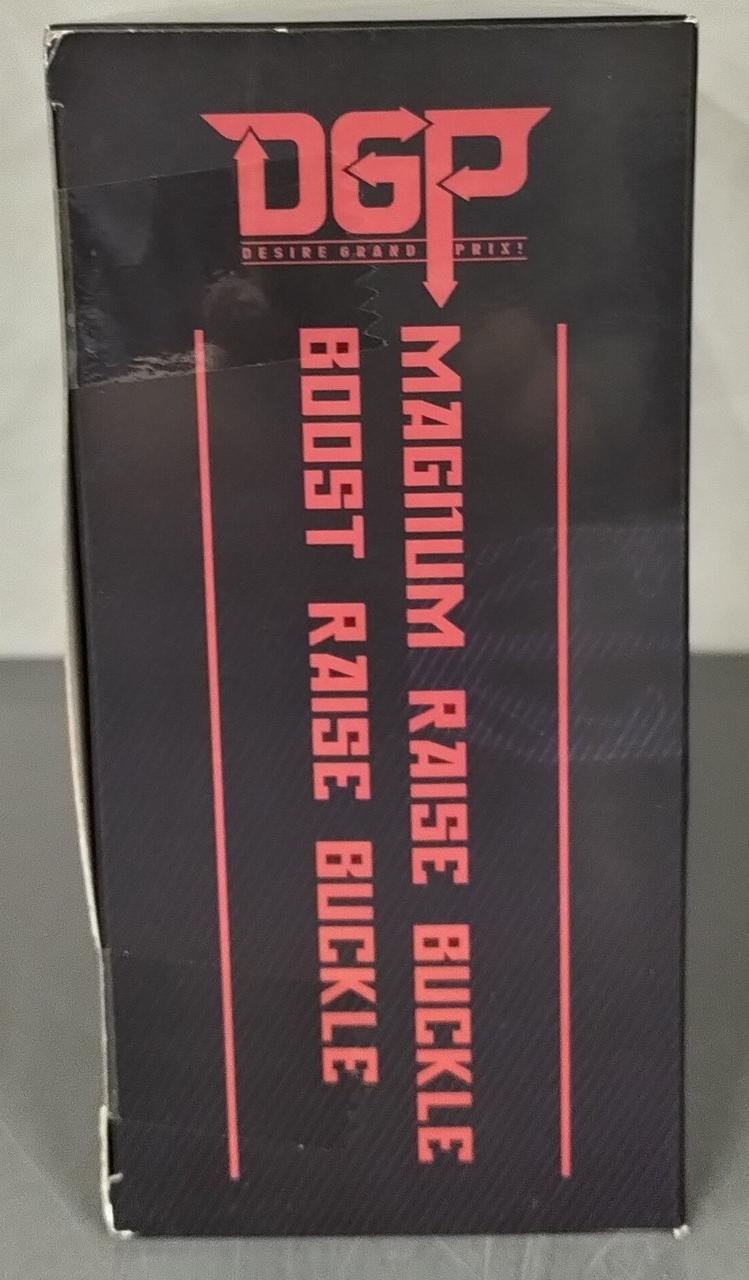 DGP
DESIRE GRAND PRIX!
MAGNUM RAISE BUCKLE
BOOST RAISE BUCKLE